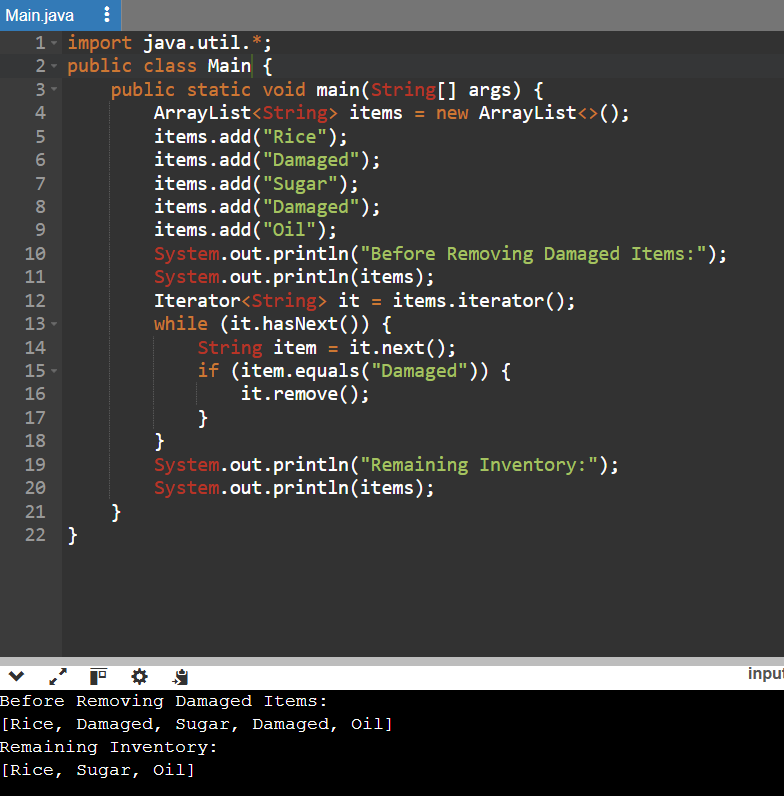 Main.java
1 import java.util.*;
2 public class Main {
3     public static void main(String[] args) {
4         ArrayList<String> items = new ArrayList<>();
5         items.add("Rice");
6         items.add("Damaged");
7         items.add("Sugar");
8         items.add("Damaged");
9         items.add("Oil");
10         System.out.println("Before Removing Damaged Items:");
11         System.out.println(items);
12         Iterator<String> it = items.iterator();
13         while (it.hasNext()) {
14             String item = it.next();
15             if (item.equals("Damaged")) {
16                 it.remove();
17             }
18         }
19         System.out.println("Remaining Inventory:");
20         System.out.println(items);
21     }
22 }
input
Before Removing Damaged Items:
[Rice, Damaged, Sugar, Damaged, Oil]
Remaining Inventory:
[Rice, Sugar, Oil]